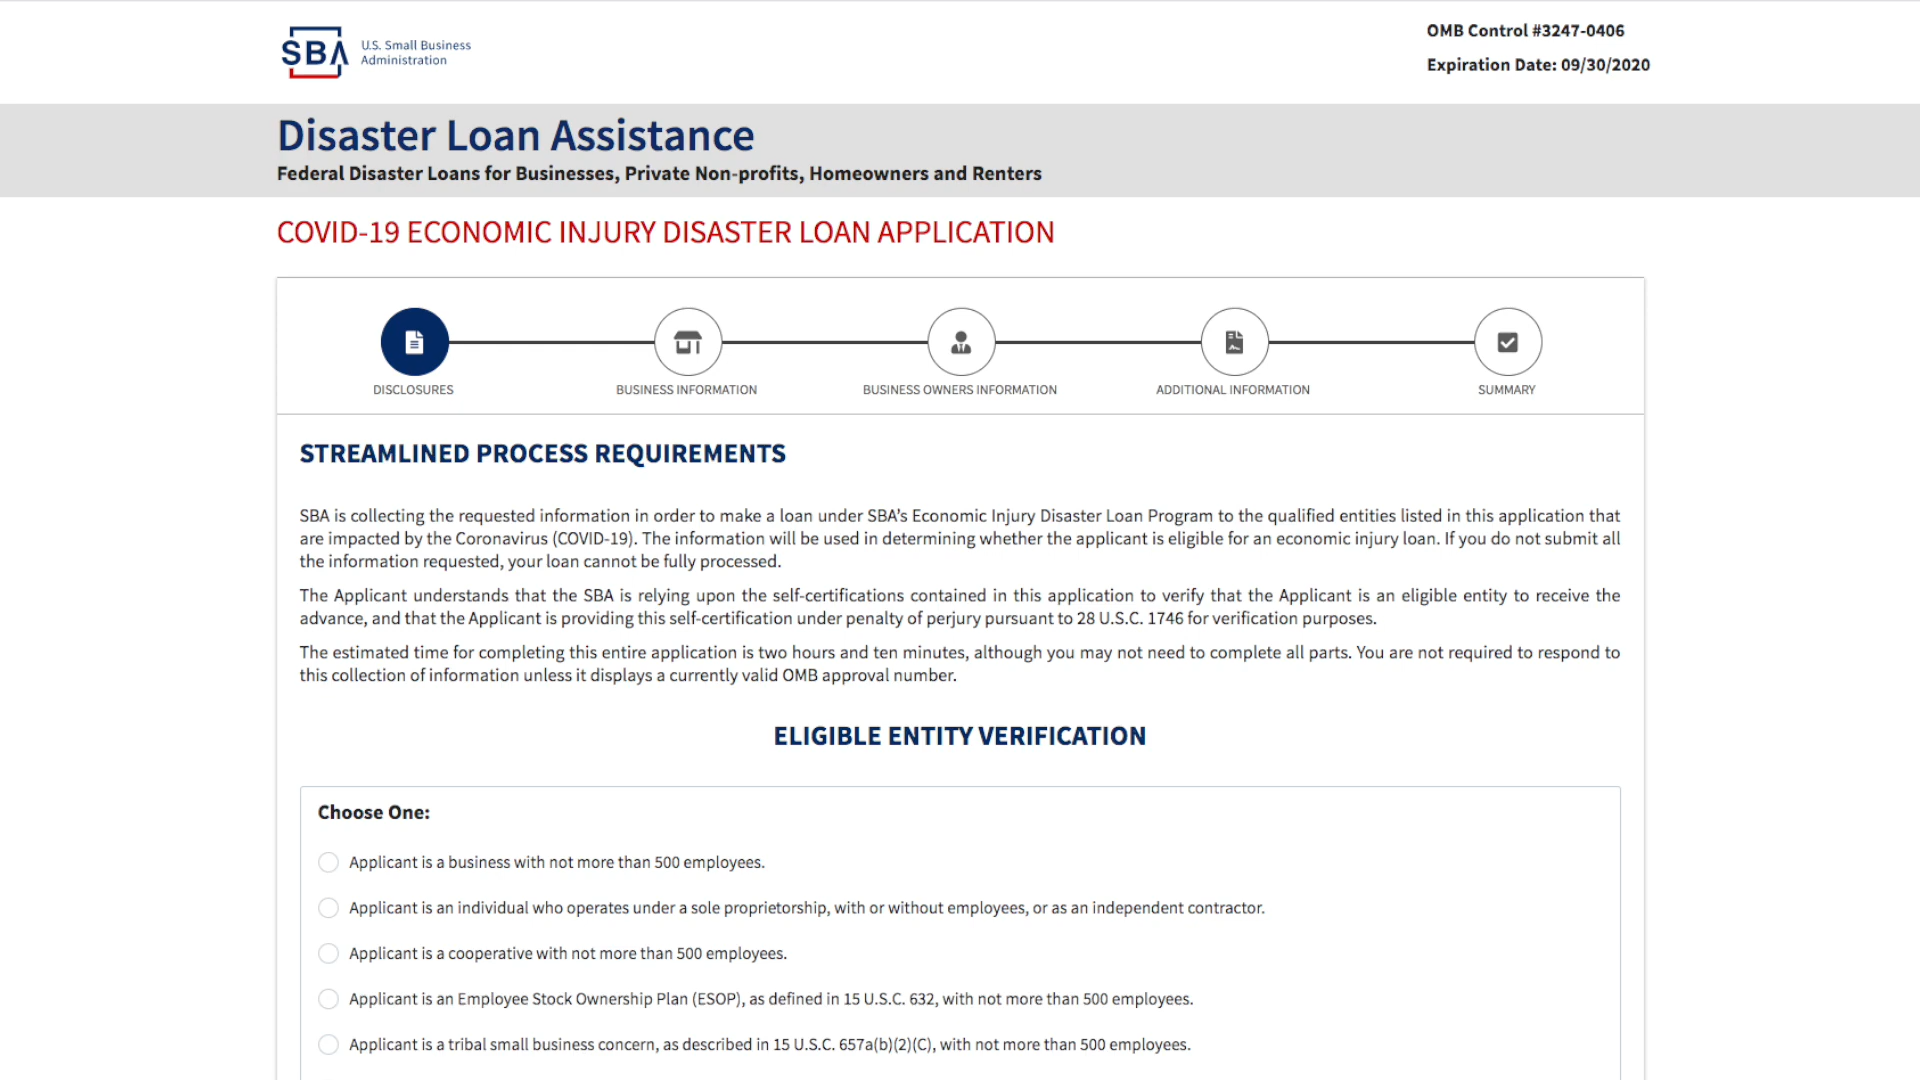 SBA
U.S. Small Business
Administration
OMB Control #3247-0406
Expiration Date: 09/30/2020
Disaster Loan Assistance
Federal Disaster Loans for Businesses, Private Non-profits, Homeowners and Renters
COVID-19 ECONOMIC INJURY DISASTER LOAN APPLICATION
DISCLOSURES
BUSINESS INFORMATION
BUSINESS OWNERS INFORMATION
ADDITIONAL INFORMATION
SUMMARY
STREAMLINED PROCESS REQUIREMENTS
SBA is collecting the requested information in order to make a loan under SBA's Economic Injury Disaster Loan Program to the qualified entities listed in this application that
are impacted by the Coronavirus (COVID-19). The information will be used in determining whether the applicant is eligible for an economic injury loan. If you do not submit all
the information requested, your loan cannot be fully processed.
The Applicant understands that the SBA is relying upon the self-certifications contained in this application to verify that the Applicant is an eligible entity to receive the
advance, and that the Applicant is providing this self-certification under penalty of perjury pursuant to 28 U.S.C. 1746 for verification purposes.
The estimated time for completing this entire application is two hours and ten minutes, although you may not need to complete all parts. You are not required to respond to
this collection of information unless it displays a currently valid OMB approval number.
ELIGIBLE ENTITY VERIFICATION
Choose One:
Applicant is a business with not more than 500 employees.
Applicant is an individual who operates under a sole proprietorship, with or without employees, or as an independent contractor.
Applicant is a cooperative with not more than 500 employees.
Applicant is an Employee Stock Ownership Plan (ESOP), as defined in 15 U.S.C. 632, with not more than 500 employees.
Applicant is a tribal small business concern, as described in 15 U.S.C. 657a(b)(2)(C), with not more than 500 employees.